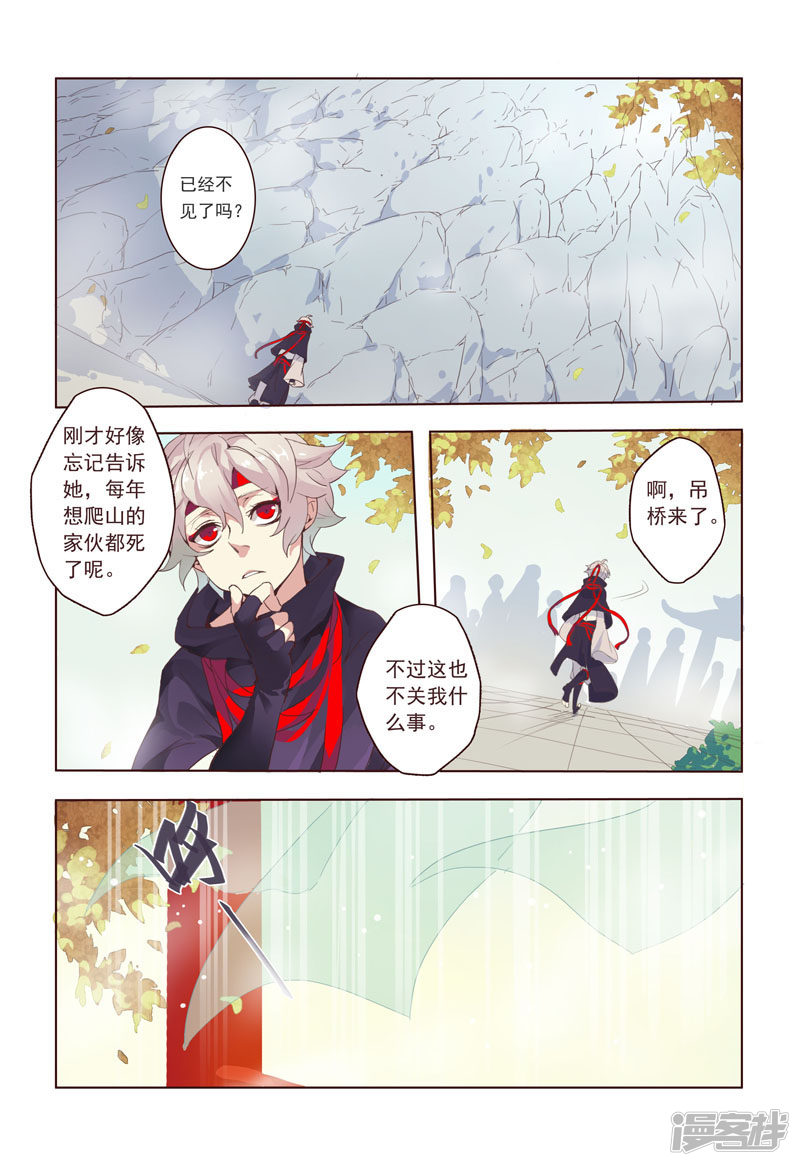 已经不
见了吗？
刚才好像
忘记告诉
她，每年
想爬山的
家伙都死
了呢。
不过这也
不关我什
么事。
啊，吊
桥来了。
呼
漫客栈